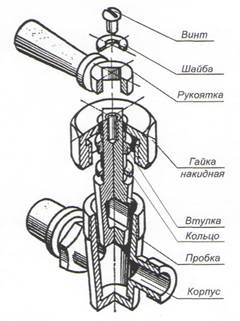 Винт
Шайба
Рукоятка
Гайка
накидная
Втулка
Кольцо
Пробка
Корпус